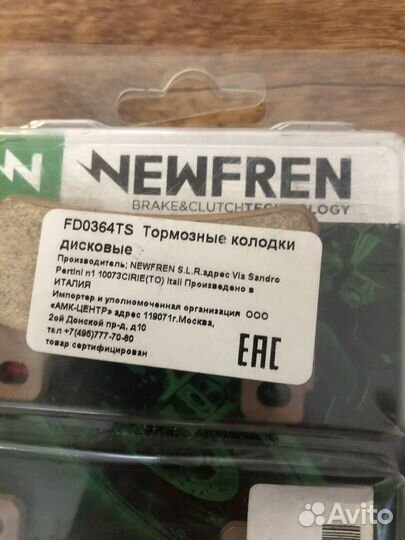 NEWFREN
BRAKE&CLUTCHTECHNOLOGY
FD0364TS Тормозные колодки
дисковые
Производитель: NEWFREN S.L.R.адрес Via Sandro
Pertini n1 10073CIRIE(TO) Itali Произведено в
ИТАЛИЯ
Импортер и уполномоченная организация ООО
«АМК-ЦЕНТР» адрес 119071г.Москва,
2ой Донской пр-д, д10
тел +7(495)777-70-80
товар сертифицирован
EAC
Avito